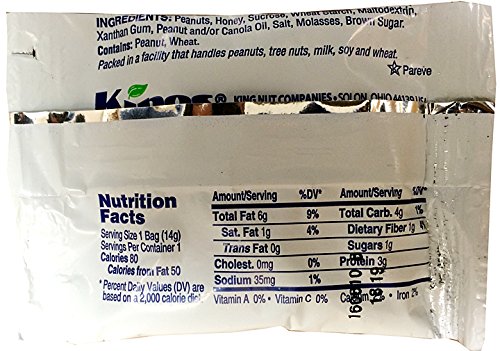 INGREDIENTS: Peanuts, Honey, Sucrose, Wheat Starch, Maltodextrin,
Xanthan Gum, Peanut and/or Canola Oil, Salt, Molasses, Brown Sugar.
Contains: Peanut, Wheat.
Packed in a facility that handles peanuts, tree nuts, milk, soy and wheat.
☆ Pareve
Kings® KING NUT COMPANIES • SOLON, OHIO 44139 USA
Nutrition
Facts
Serving Size 1 Bag (14g)
Servings Per Container 1
Calories 80
Calories from Fat 50
*Percent Daily Values (DV) are
based on a 2,000 calorie diet.
Amount/Serving %DV* Amount/Serving %DV*
Total Fat 6g 9% Total Carb. 4g 1%
Sat. Fat 1g 4% Dietary Fiber 1g
Trans Fat 0g Sugars 1g
Cholest. 0mg 0% Protein 3g
Sodium 35mg 1%
Vitamin A 0% • Vitamin C 0% • Iron 2%